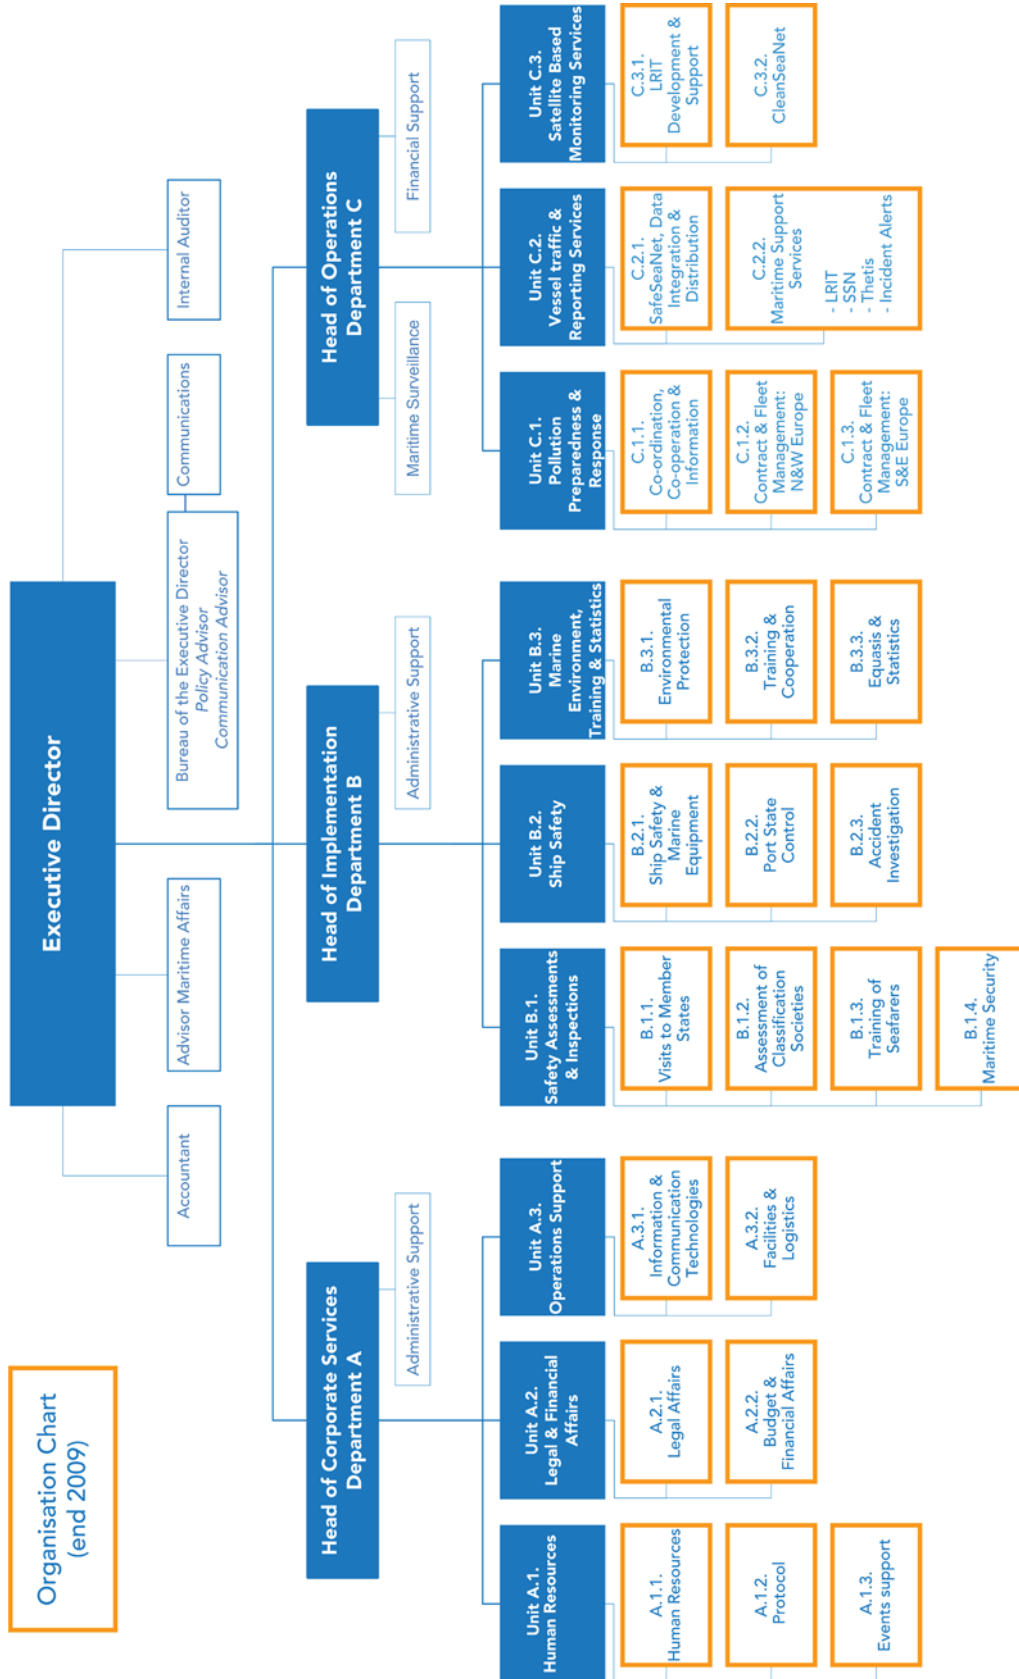 Organisation Chart
(end 2009)
Executive Director
Accountant
Advisor Maritime Affairs
Bureau of the Executive Director
Policy Advisor
Communication Advisor
Communications
Internal Auditor
Head of Corporate Services
Department A
Administrative Support
Head of Implementation
Department B
Administrative Support
Head of Operations
Department C
Maritime Surveillance
Financial Support
Unit A.1.
Human Resources
A.1.1.
Human Resources
A.1.2.
Protocol
A.1.3.
Events support
Unit A.2.
Legal & Financial
Affairs
A.2.1.
Legal Affairs
A.2.2.
Budget &
Financial Affairs
Unit A.3.
Operations Support
A.3.1.
Information &
Communication
Technologies
A.3.2.
Facilities &
Logistics
Unit B.1.
Safety Assessments
& Inspections
B.1.1.
Visits to Member
States
B.1.2.
Assessment of
Classification
Societies
B.1.3.
Training of
Seafarers
B.1.4.
Maritime Security
Unit B.2.
Ship Safety
B.2.1.
Ship Safety &
Marine
Equipment
B.2.2.
Port State
Control
B.2.3.
Accident
Investigation
Unit B.3.
Marine
Environment,
Training & Statistics
B.3.1.
Environmental
Protection
B.3.2.
Training &
Cooperation
B.3.3.
Equasis &
Statistics
Unit C.1.
Pollution
Preparedness &
Response
C.1.1.
Co-ordination,
Co-operation &
Information
C.1.2.
Contract & Fleet
Management:
N&W Europe
C.1.3.
Contract & Fleet
Management:
S&E Europe
Unit C.2.
Vessel traffic &
Reporting Services
C.2.1.
SafeSeaNet, Data
Integration &
Distribution
C.2.2.
Maritime Support
Services
- LRIT
- SSN
- Thetis
- Incident Alerts
Unit C.3.
Satellite Based
Monitoring Services
C.3.1.
LRIT
Development &
Support
C.3.2.
CleanSeaNet